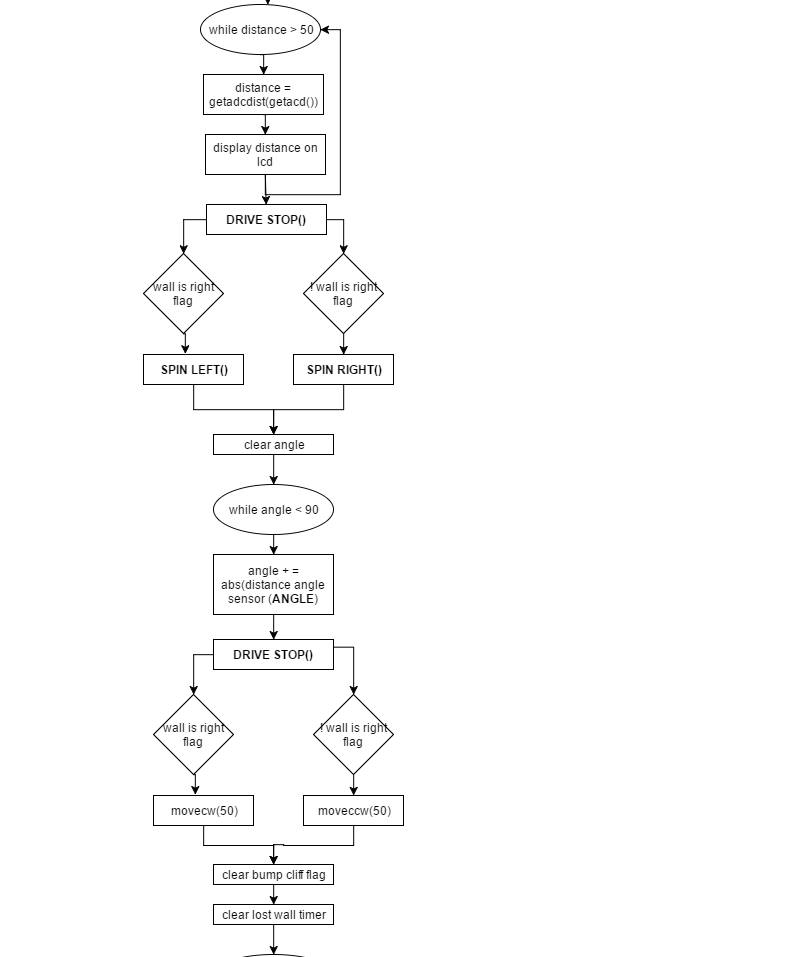 while distance > 50
distance =
getadcdist(getacd())
display distance on
lcd
DRIVE STOP()
wall is right
flag
! wall is right
flag
SPIN LEFT()
SPIN RIGHT()
clear angle
while angle < 90
angle + =
abs(distance angle
sensor (ANGLE)
DRIVE STOP()
wall is right
flag
! wall is right
flag
movecw(50)
moveccw(50)
clear bump cliff flag
clear lost wall timer